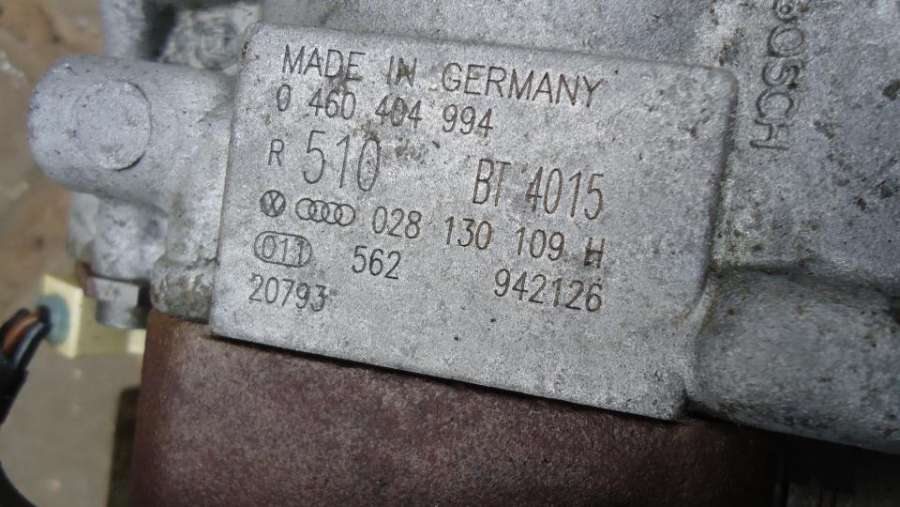 MADE IN GERMANY
0 460 404 994
R 510 BT 4015
028 130 109 H
011 562 942126
20793
BOSCH